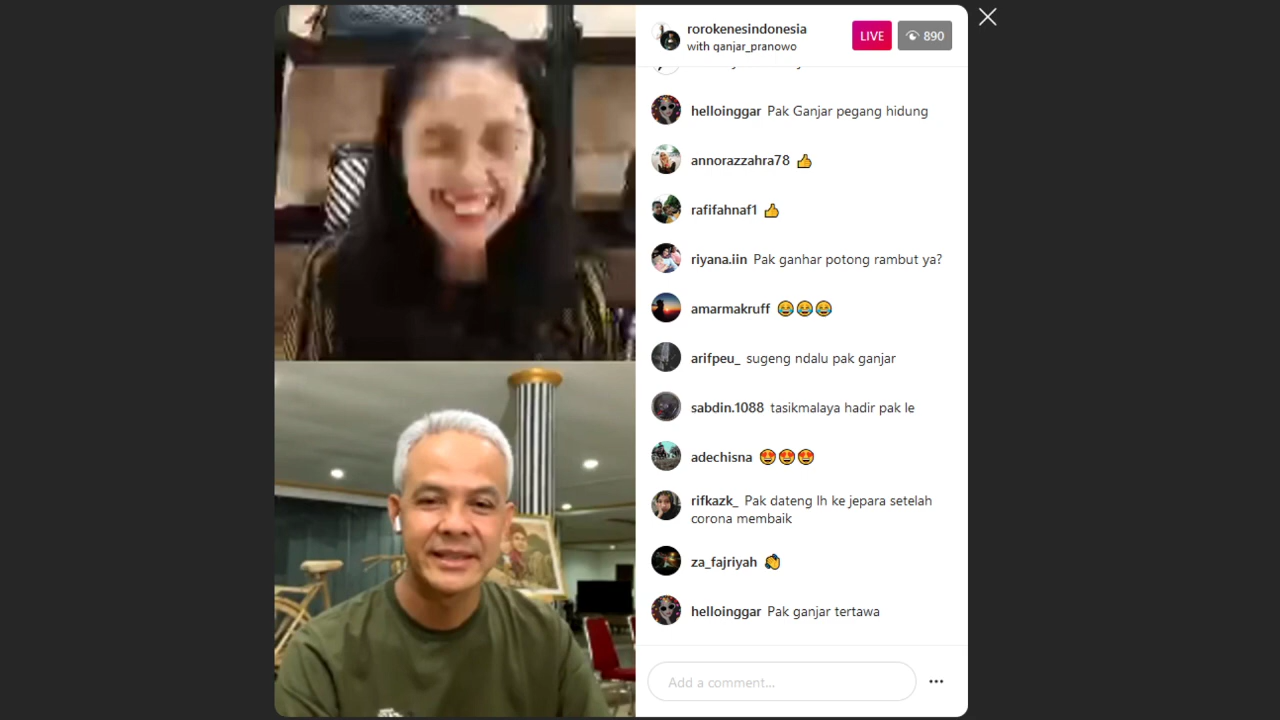 rorokenesindonesia
with ganjar_pranowo
LIVE
890
helloinggar Pak Ganjar pegang hidung
annorazzahra78 👍
rafifahnaf1 👍
riyana.iin Pak ganhar potong rambut ya?
amarmakruff 😂😂😂
arifpeu_ sugeng ndalu pak ganjar
sabdin.1088 tasikmalaya hadir pak le
adechisna 😍😍😍
rifkazk_ Pak dateng lh ke jepara setelah
corona membaik
za_fajriyah 👏
helloinggar Pak ganjar tertawa
Add a comment...